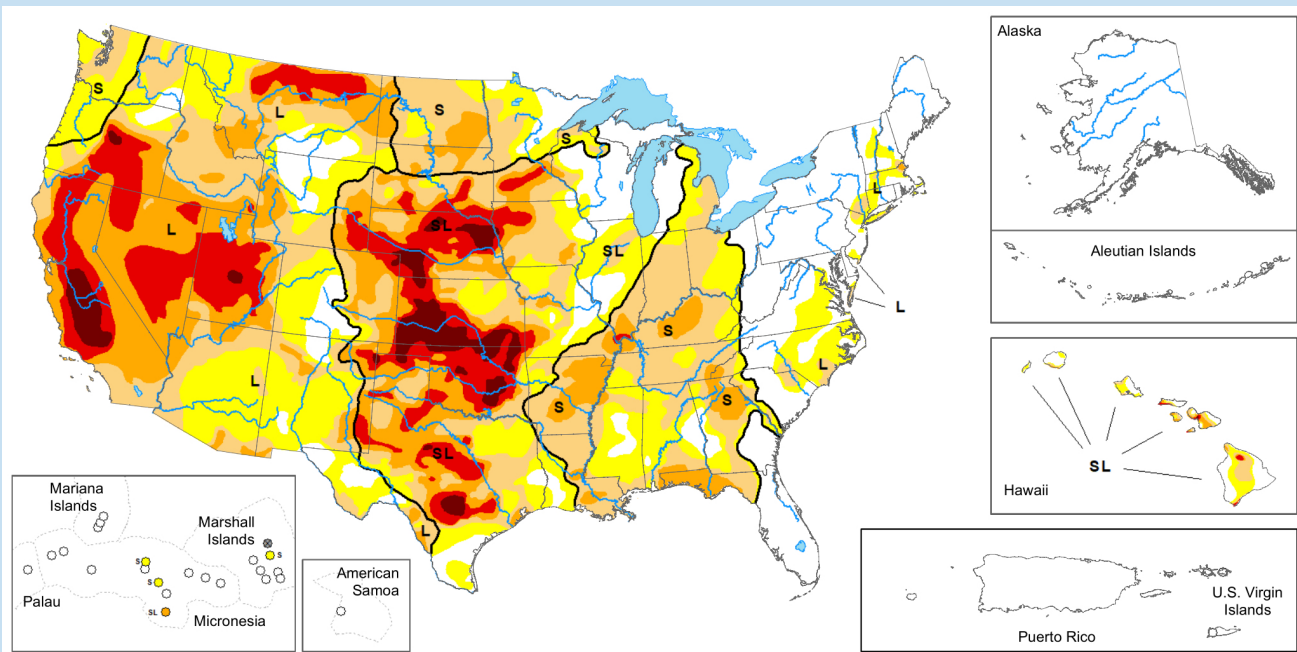 Alaska
Aleutian Islands
S
L
S
S
L
SL
SL
L
L
L
S
L
L
S
S
SL
L
SL
Hawaii
Mariana
Islands
Marshall
Islands
S
S
S
SL
Palau
Micronesia
American
Samoa
U.S. Virgin
Islands
Puerto Rico